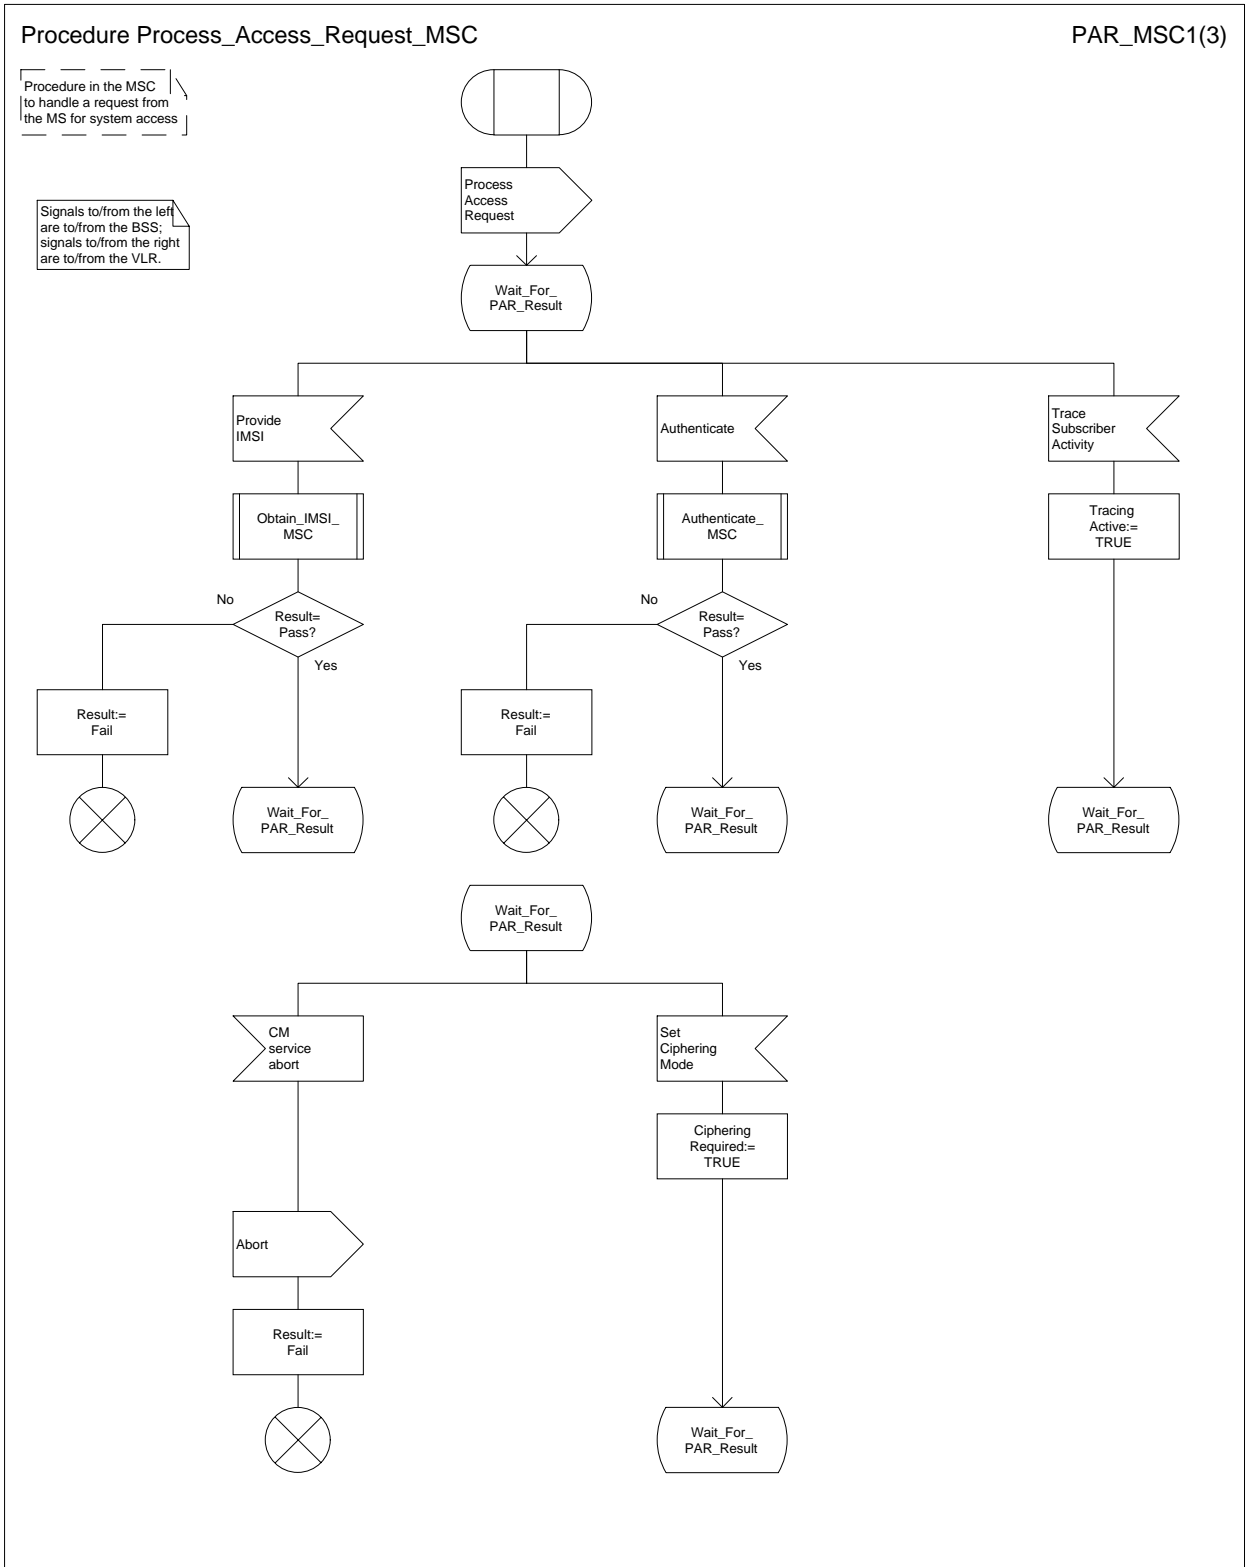 Procedure Process_Access_Request_MSC
PAR_MSC1(3)
Procedure in the MSC
to handle a request from
the MS for system access
Signals to/from the left
are to/from the BSS;
signals to/from the right
are to/from the VLR.
Process
Access
Request
Wait_For_
PAR_Result
Provide
IMSI
Authenticate
Trace
Subscriber
Activity
Obtain_IMSI_
MSC
Authenticate_
MSC
Tracing
Active:=
TRUE
No
Result=
Pass?
Yes
No
Result=
Pass?
Yes
Result:=
Fail
Result:=
Fail
Wait_For_
PAR_Result
Wait_For_
PAR_Result
Wait_For_
PAR_Result
Wait_For_
PAR_Result
CM
service
abort
Set
Ciphering
Mode
Ciphering
Required:=
TRUE
Abort
Result:=
Fail
Wait_For_
PAR_Result